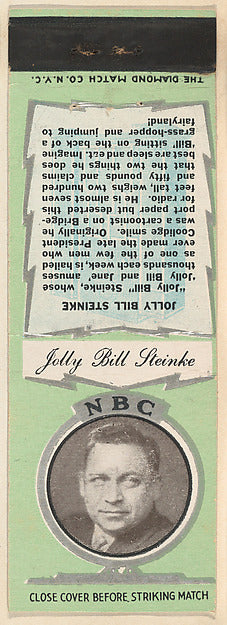 THE DIAMOND MATCH CO. N.Y.C.
JOLLY BILL STEINKE
"Jolly Bill" Steinke, whose
'Jolly Bill and Jane' amuses
thousands each week, is hailed
as one of the few men who
ever made the late President
Coolidge smile. Originally he
was a cartoonist on a Bridge-
port paper but deserted this
for radio. He is almost seven
feet tall, weighs two hundred
and fifty pounds and claims
that the two things he does
best are sleep and eat. Imagine
'Bill' sitting on the back of a
grass-hopper and jumping to
fairyland!
Jolly Bill Steinke
NBC
CLOSE COVER BEFORE STRIKING MATCH